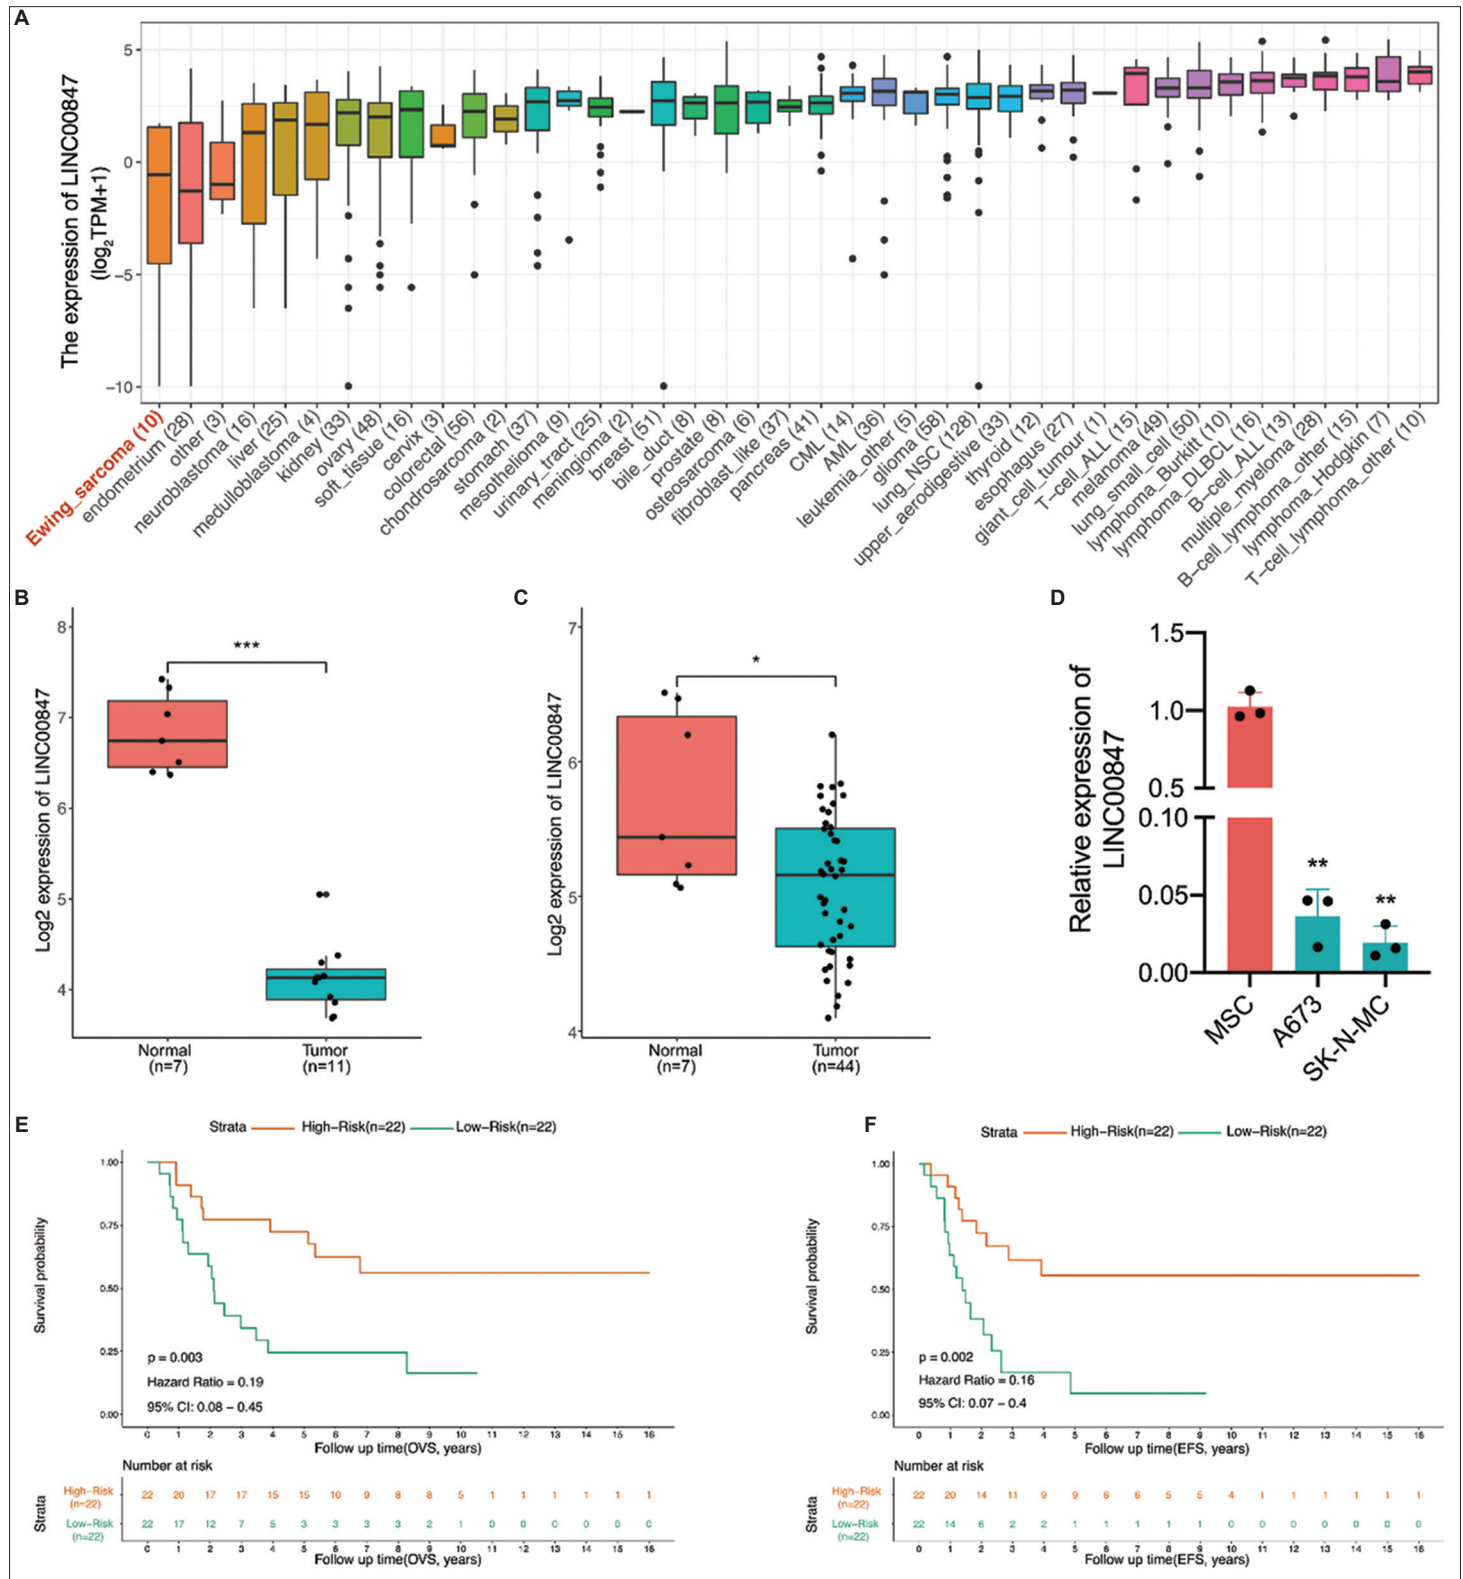 A
The expression of LINC00847
(log2TPM+1)
5
0
−5
−10
Ewing_sarcoma (10)
endometrium (28)
other (3)
neuroblastoma (16)
liver (25)
medulloblastoma (4)
kidney (33)
ovary (48)
soft_tissue (16)
cervix (3)
colorectal (56)
chondrosarcoma (2)
stomach (37)
mesothelioma (9)
urinary_tract (25)
meningioma (2)
breast (51)
bile_duct (8)
prostate (8)
osteosarcoma (6)
fibroblast_like (37)
pancreas (41)
CML (14)
AML (36)
leukemia_other (5)
glioma (58)
lung_NSC (128)
upper_aerodigestive (33)
thyroid (12)
esophagus (27)
giant_cell_tumour (1)
T−cell_ALL (15)
melanoma (49)
lung_small_cell (50)
lymphoma_Burkitt (10)
lymphoma_DLBCL (16)
B−cell_ALL (13)
multiple_myeloma (28)
B−cell_lymphoma_other (15)
lymphoma_Hodgkin (7)
T−cell_lymphoma_other (10)
B
Log2 expression of LINC00847
8
7
6
5
4
***
Normal
(n=7)
Tumor
(n=11)
C
Log2 expression of LINC00847
7
6
5
4
*
Normal
(n=7)
Tumor
(n=44)
D
Relative expression of
LINC00847
1.5
1.0
0.5
0.10
0.05
0.00
**
**
MSC
A673
SK-N-MC
E
Strata High−Risk(n=22) Low−Risk(n=22)
Survival probability
1.00
0.75
0.50
0.25
0.00
p = 0.003
Hazard Ratio = 0.19
95% CI: 0.08 − 0.45
0 1 2 3 4 5 6 7 8 9 10 11 12 13 14 15 16
Follow up time(OVS, years)
Number at risk
Strata
High−Risk
(n=22)
22 20 17 17 15 15 10 9 8 8 5 1 1 1 1 1 1
Low−Risk
(n=22)
22 17 12 7 5 3 3 3 3 2 1 0 0 0 0 0 0
0 1 2 3 4 5 6 7 8 9 10 11 12 13 14 15 16
Follow up time(OVS, years)
F
Strata High−Risk(n=22) Low−Risk(n=22)
Survival probability
1.00
0.75
0.50
0.25
0.00
p = 0.002
Hazard Ratio = 0.16
95% CI: 0.07 − 0.4
0 1 2 3 4 5 6 7 8 9 10 11 12 13 14 15 16
Follow up time(EFS, years)
Number at risk
Strata
High−Risk
(n=22)
22 20 14 11 9 9 6 6 5 5 4 1 1 1 1 1 1
Low−Risk
(n=22)
22 14 6 2 2 1 1 1 1 1 0 0 0 0 0 0 0
0 1 2 3 4 5 6 7 8 9 10 11 12 13 14 15 16
Follow up time(EFS, years)